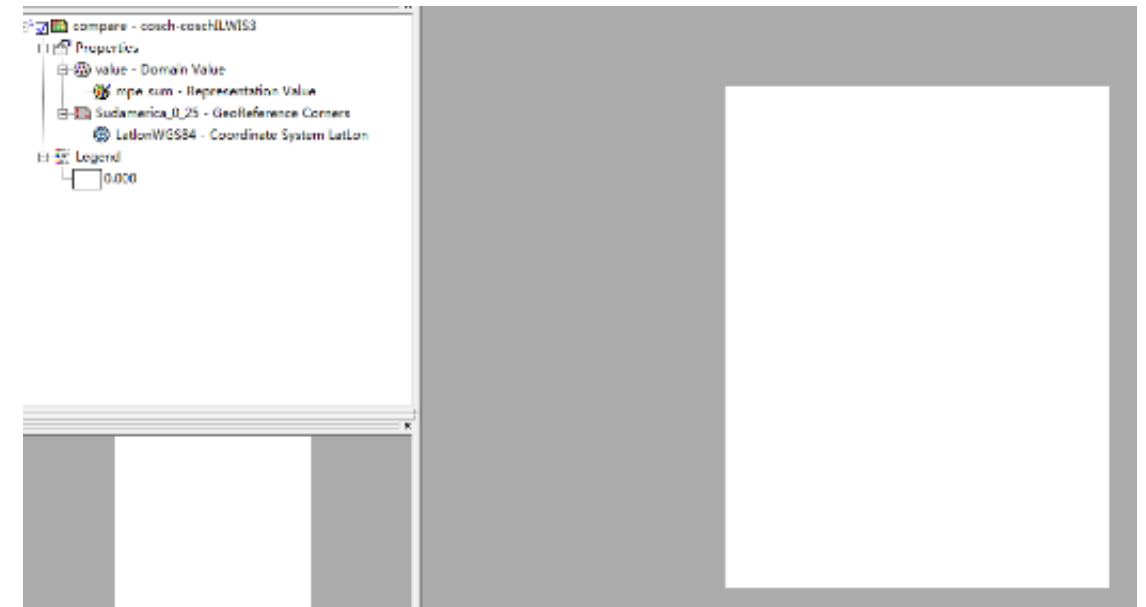 compare - cosch-coschILWIS3
Properties
value - Domain Value
mpe sum - Representation Value
Sudamerica_0_25 - GeoReference Corners
LatlonWGS84 - Coordinate System LatLon
Legend
0.000